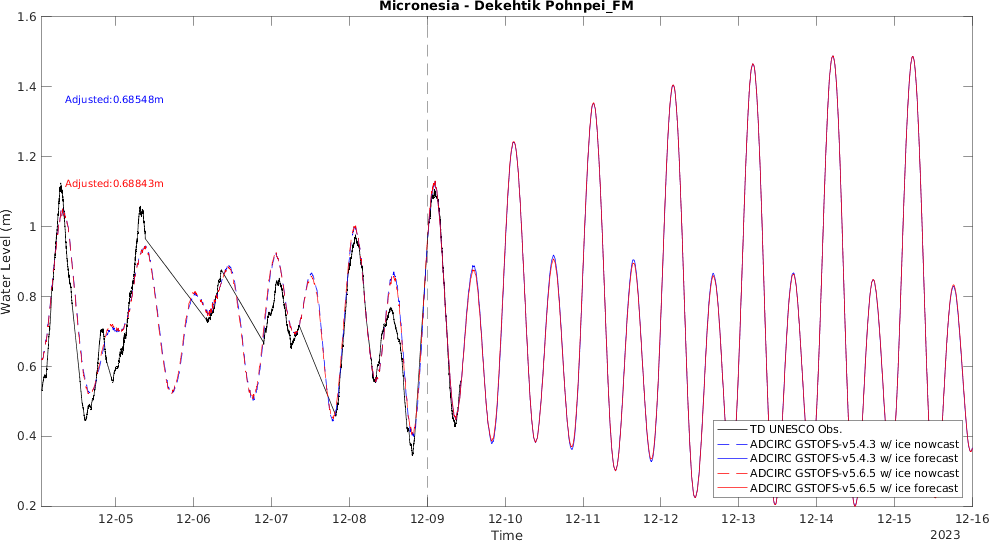 Micronesia - Dekehtik Pohnpei_FM
Water Level (m)
1.6
1.4
1.2
1
0.8
0.6
0.4
0.2
Adjusted:0.68548m
Adjusted:0.68843m
TD UNESCO Obs.
ADCIRC GSTOFS-v5.4.3 w/ ice nowcast
ADCIRC GSTOFS-v5.4.3 w/ ice forecast
ADCIRC GSTOFS-v5.6.5 w/ ice nowcast
ADCIRC GSTOFS-v5.6.5 w/ ice forecast
12-05 12-06 12-07 12-08 12-09 12-10 12-11 12-12 12-13 12-14 12-15 12-16
Time
2023